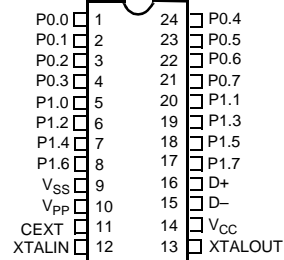 P0.0 1 24 P0.4
P0.1 2 23 P0.5
P0.2 3 22 P0.6
P0.3 4 21 P0.7
P1.0 5 20 P1.1
P1.2 6 19 P1.3
P1.4 7 18 P1.5
P1.6 8 17 P1.7
VSS 9 16 D+
VPP 10 15 D–
CEXT 11 14 VCC
XTALIN 12 13 XTALOUT